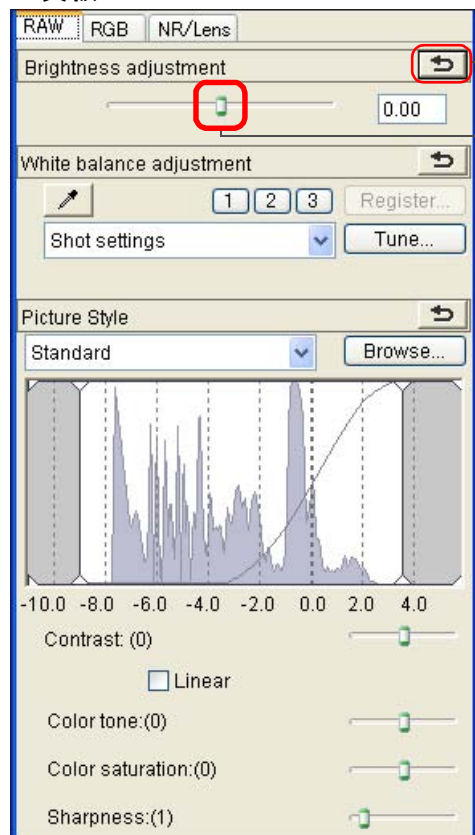 RAW RGB NR/Lens
Brightness adjustment
0.00
White balance adjustment
1 2 3 Register...
Shot settings Tune...
Picture Style
Standard Browse...
-10.0 -8.0 -6.0 -4.0 -2.0 0.0 2.0 4.0
Contrast: (0)
Linear
Color tone:(0)
Color saturation:(0)
Sharpness:(1)